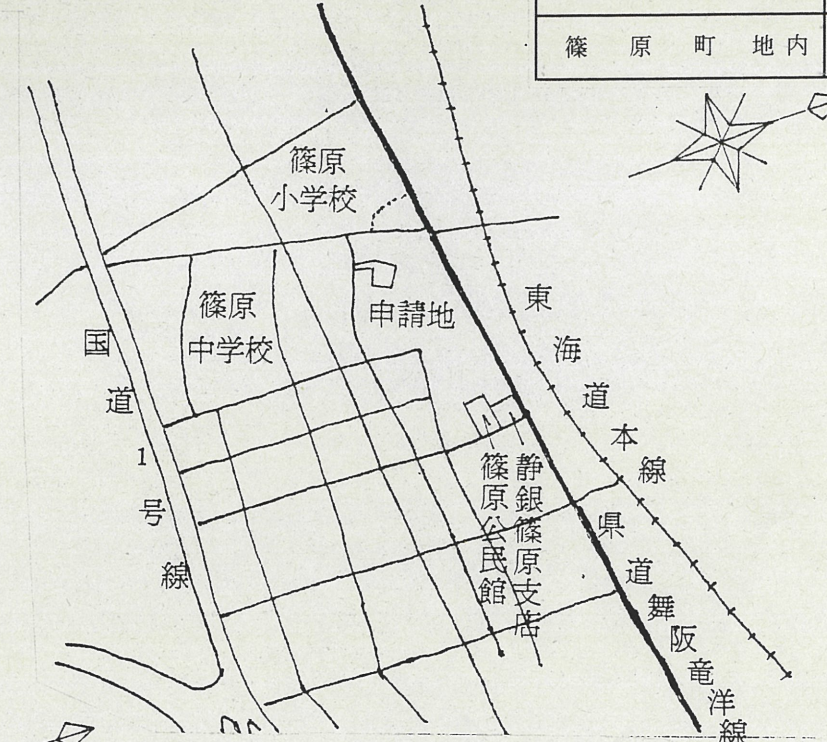 篠原町地内
篠原
小学校
篠原
中学校
申請地
国道1号線
東海道本線
静銀篠原支店
篠原公民館
県道舞阪竜洋線